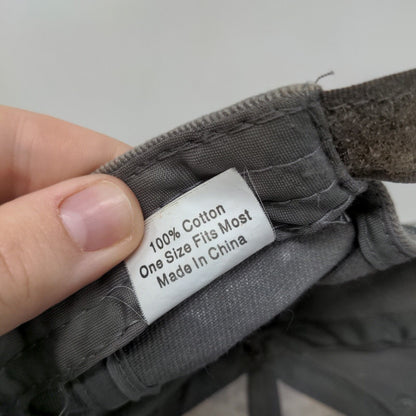 100% Cotton
One Size Fits Most
Made In China